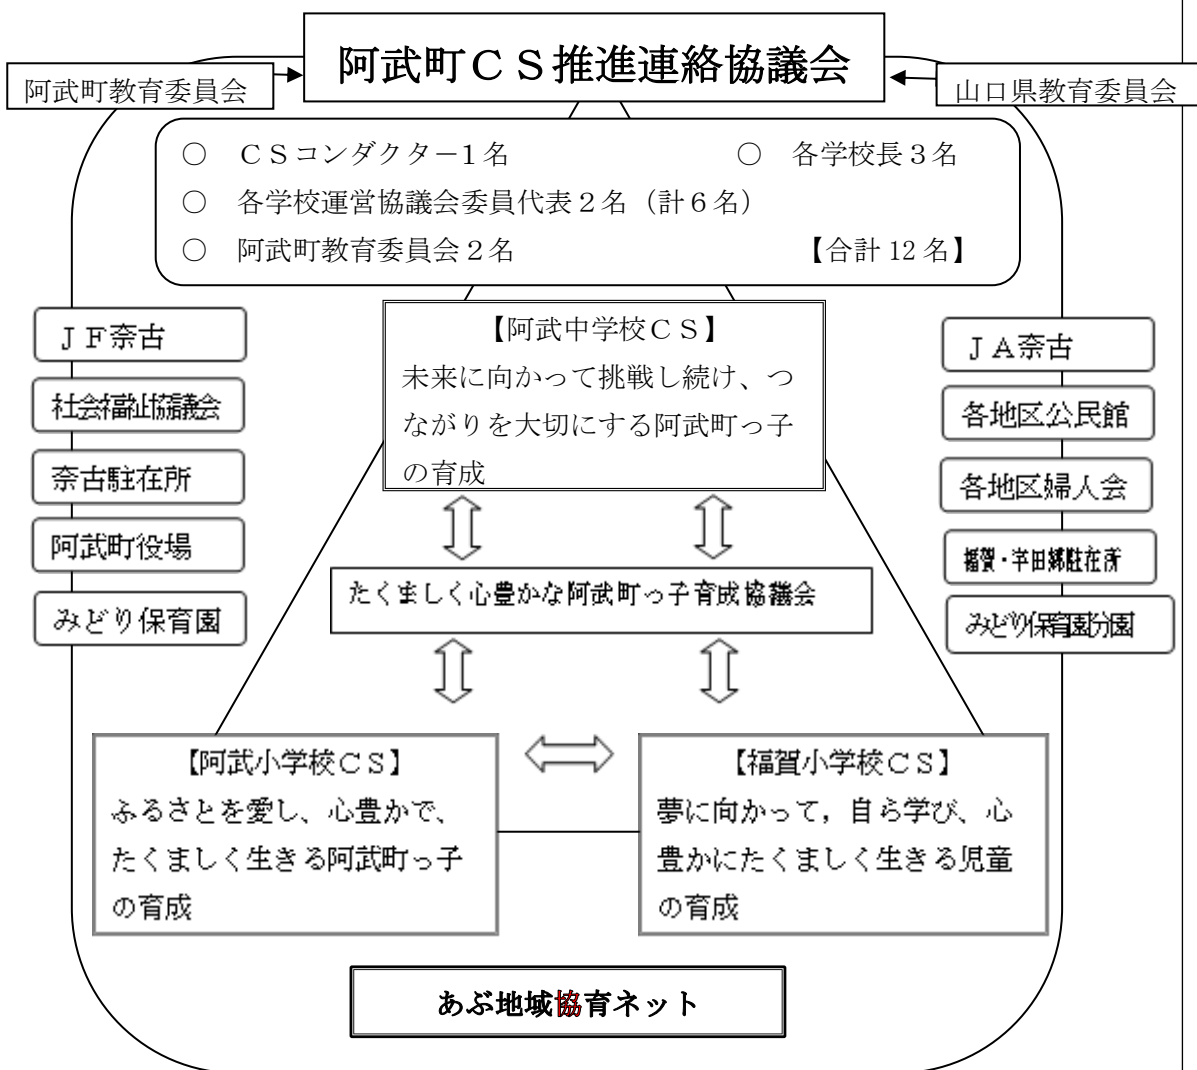 阿武町ＣＳ推進連絡協議会
阿武町教育委員会
山口県教育委員会
○　ＣＳコンダクター1名　○　各学校長３名
○　各学校運営協議会委員代表２名（計６名）
○　阿武町教育委員会２名　【合計 12 名】
ＪＦ奈古
社会福祉協議会
奈古駐在所
阿武町役場
みどり保育園
ＪＡ奈古
各地区公民館
各地区婦人会
福賀・宇田郷駐在所
みどり保育園分園
【阿武中学校ＣＳ】
未来に向かって挑戦し続け、つ
ながりを大切にする阿武町っ子
の育成
たくましく心豊かな阿武町っ子育成協議会
【阿武小学校ＣＳ】
ふるさとを愛し、心豊かで、
たくましく生きる阿武町っ子
の育成
【福賀小学校ＣＳ】
夢に向かって，自ら学び、心
豊かにたくましく生きる児童
の育成
あぶ地域協育ネット